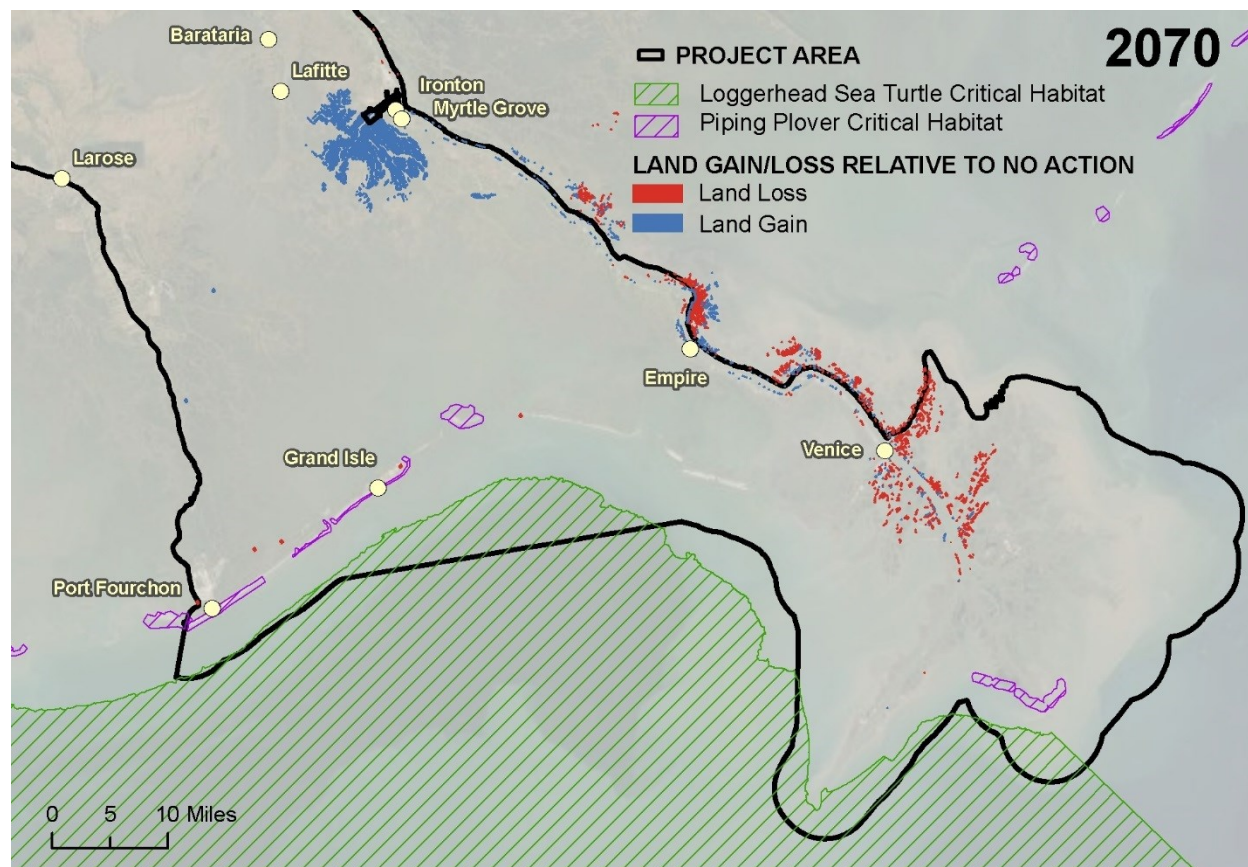 2070
Barataria
PROJECT AREA
Lafitte
Ironton
Loggerhead Sea Turtle Critical Habitat
Myrtle Grove
Piping Plover Critical Habitat
Larose
LAND GAIN/LOSS RELATIVE TO NO ACTION
Land Loss
Land Gain
Empire
Venice
Grand Isle
Port Fourchon
0 5 10 Miles